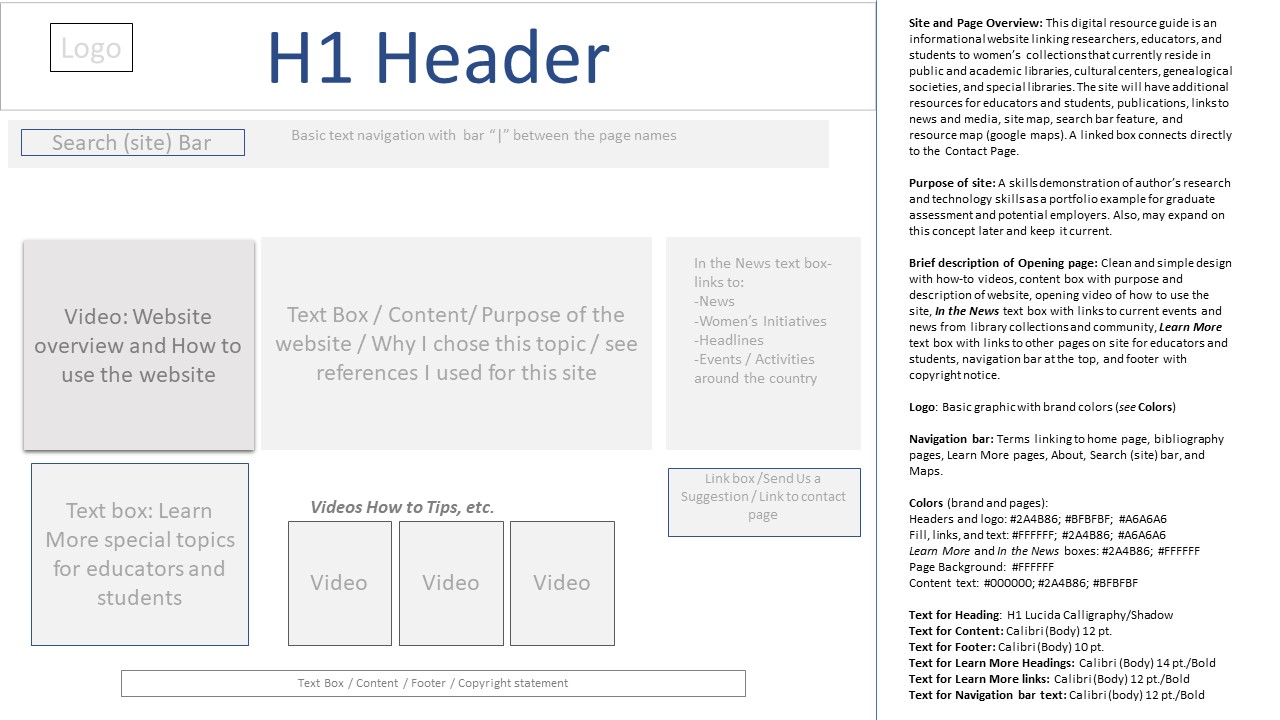 Logo
H1 Header
Search (site) Bar
Basic text navigation with bar “|” between the page names
Video: Website
overview and How to
use the website
Text Box / Content/ Purpose of the
website / Why I chose this topic / see
references I used for this site
In the News text box-
links to:
-News
-Women’s Initiatives
-Headlines
-Events / Activities
around the country
Text box: Learn
More special topics
for educators and
students
Videos How to Tips, etc.
Video
Video
Video
Link box /Send Us a
Suggestion / Link to contact
page
Text Box / Content / Footer / Copyright statement
Site and Page Overview: This digital resource guide is an
informational website linking researchers, educators, and
students to women’s collections that currently reside in
public and academic libraries, cultural centers, genealogical
societies, and special libraries. The site will have additional
resources for educators and students, publications, links to
news and media, site map, search bar feature, and
resource map (google maps). A linked box connects directly
to the Contact Page.
Purpose of site: A skills demonstration of author’s research
and technology skills as a portfolio example for graduate
assessment and potential employers. Also, may expand on
this concept later and keep it current.
Brief description of Opening page: Clean and simple design
with how-to videos, content box with purpose and
description of website, opening video of how to use the
site, In the News text box with links to current events and
news from library collections and community, Learn More
text box with links to other pages on site for educators and
students, navigation bar at the top, and footer with
copyright notice.
Logo: Basic graphic with brand colors (see Colors)
Navigation bar: Terms linking to home page, bibliography
pages, Learn More pages, About, Search (site) bar, and
Maps.
Colors (brand and pages):
Headers and logo: #2A4B86; #BFBFBF; #A6A6A6
Fill, links, and text: #FFFFFF; #2A4B86; #A6A6A6
Learn More and In the News boxes: #2A4B86; #FFFFFF
Page Background: #FFFFFF
Content text: #000000; #2A4B86; #BFBFBF
Text for Heading: H1 Lucida Calligraphy/Shadow
Text for Content: Calibri (Body) 12 pt.
Text for Footer: Calibri (Body) 10 pt.
Text for Learn More Headings: Calibri (Body) 14 pt./Bold
Text for Learn More links: Calibri (Body) 12 pt./Bold
Text for Navigation bar text: Calibri (body) 12 pt./Bold